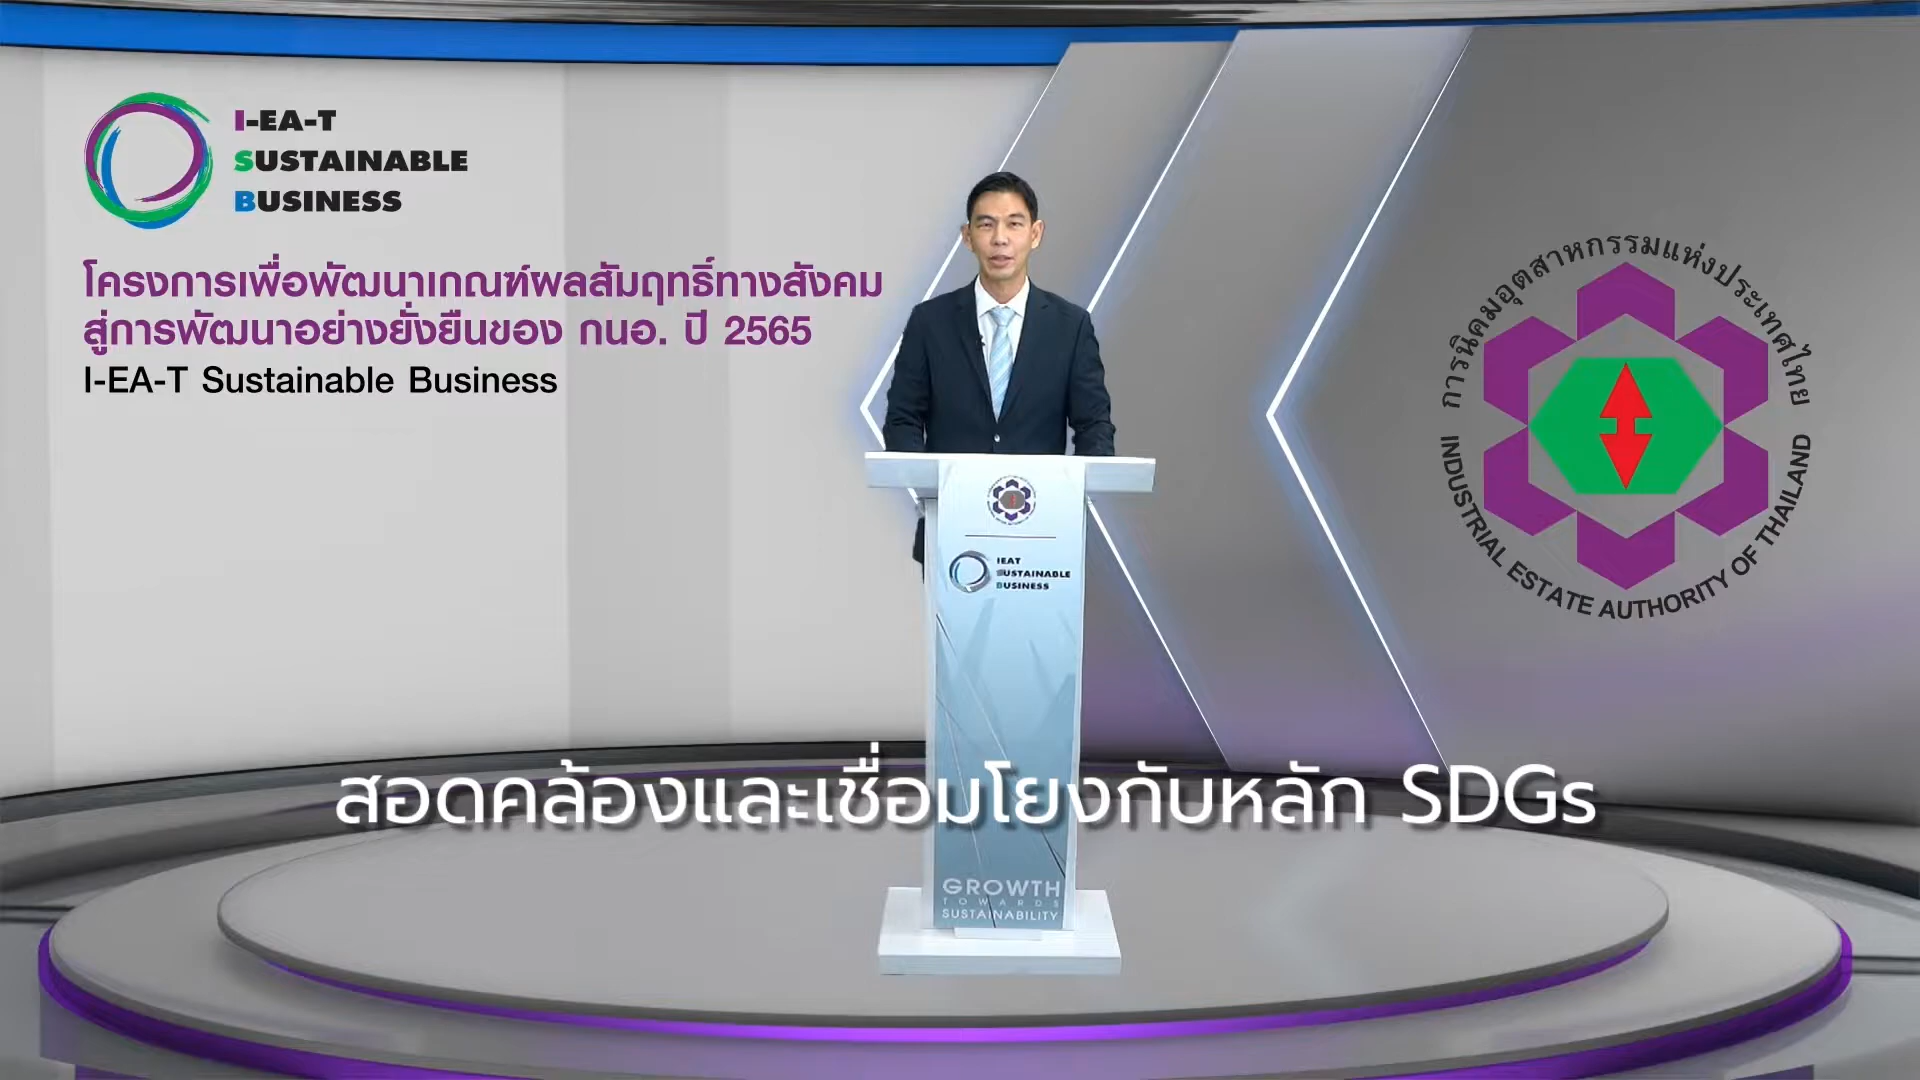 I-EA-T
SUSTAINABLE
BUSINESS
โครงการเพื่อพัฒนาเกณฑ์ผลสัมฤทธิ์ทางสังคม
สู่การพัฒนาอย่างยั่งยืนของ กนอ. ปี 2565
I-EA-T Sustainable Business
การนิคมอุตสาหกรรมแห่งประเทศไทย
INDUSTRIAL ESTATE AUTHORITY OF THAILAND
IEAT
SUSTAINABLE
BUSINESS
สอดคล้องและเชื่อมโยงกับหลัก SDGs
GROWTH
TOWARDS
SUSTAINABILITY